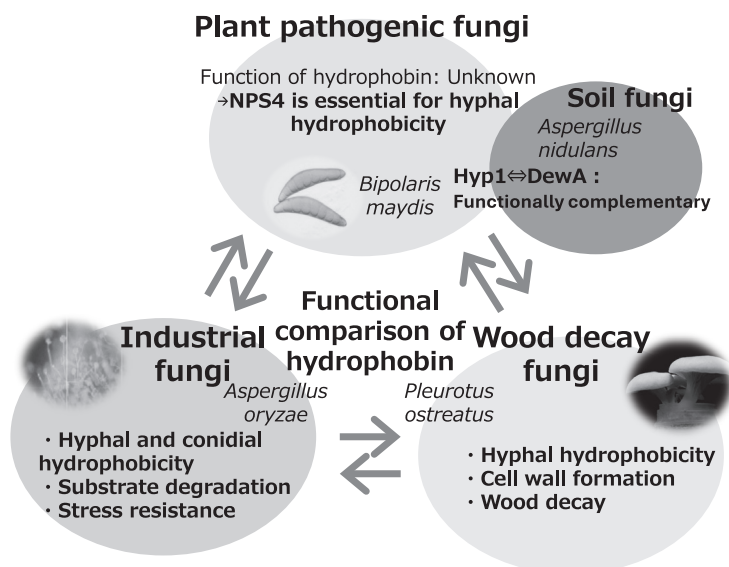 Plant pathogenic fungi
Function of hydrophobin: Unknown
→NPS4 is essential for hyphal
hydrophobicity
Bipolaris
maydis
Soil fungi
Aspergillus
nidulans
Hyp1⇔DewA :
Functionally complementary
Functional
comparison of
hydrophobin
Industrial
fungi
Aspergillus
oryzae
・Hyphal and conidial
hydrophobicity
・Substrate degradation
・Stress resistance
Wood decay
fungi
Pleurotus
ostreatus
・Hyphal hydrophobicity
・Cell wall formation
・Wood decay